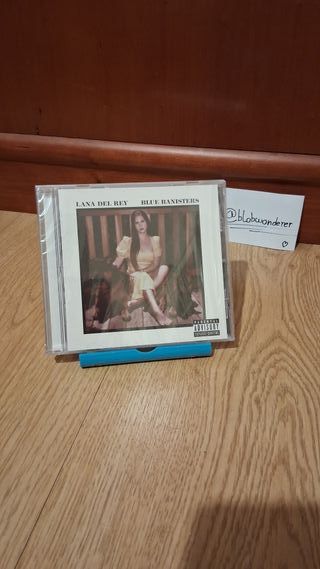 LANA DEL REY BLUE BANISTERS
@blobwonderer
PARENTAL
ADVISORY
EXPLICIT CONTENT